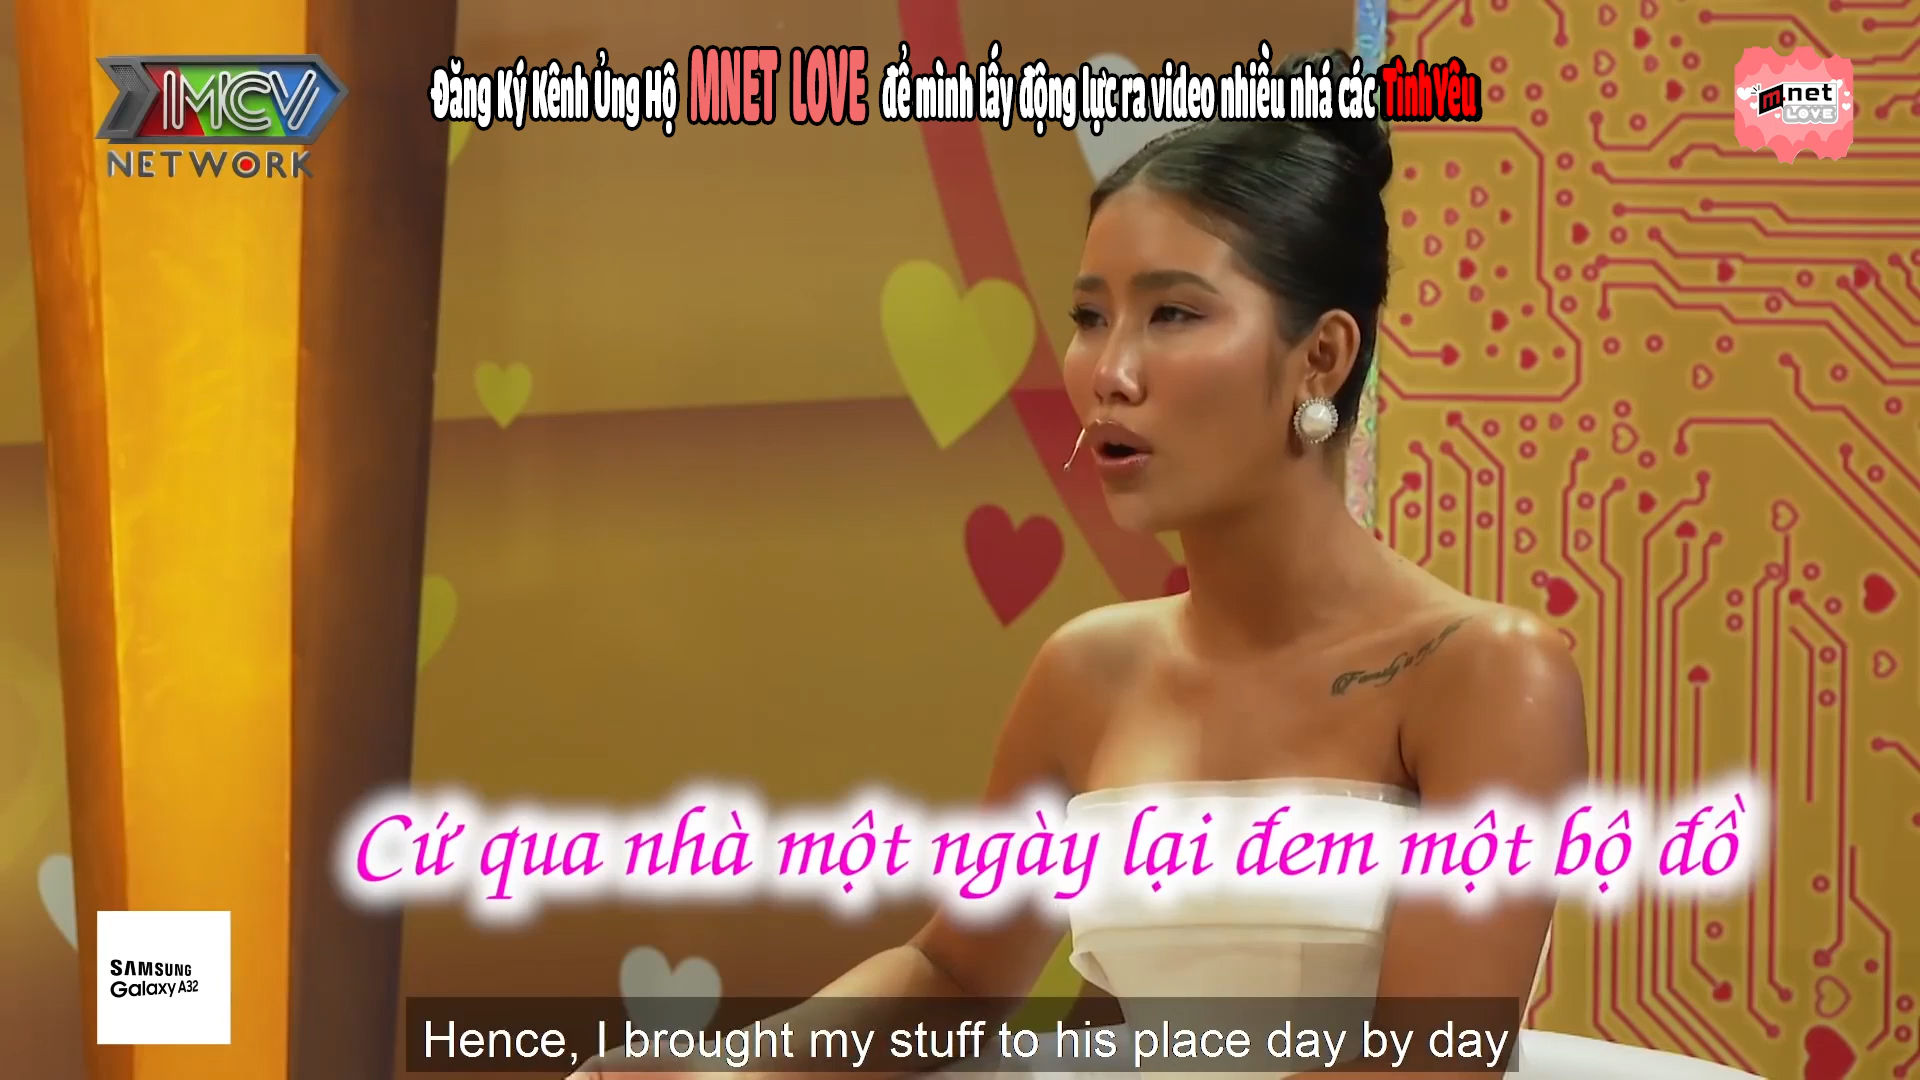 Đăng Ký Kênh Ủng Hộ MNET LOVE để mình lấy động lực ra video nhiều nhá các Tình Yêu
MCV
NETWORK
m.net
LOVE
Cứ qua nhà một ngày lại đem một bộ đồ
SAMSUNG
Galaxy A32
Hence, I brought my stuff to his place day by day